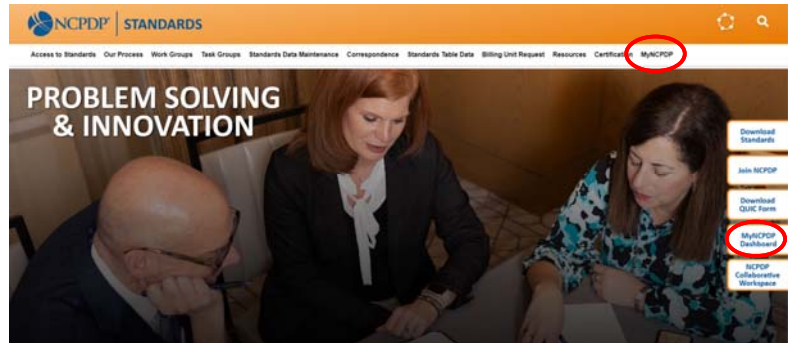 NCPDP | STANDARDS
Access to Standards Our Process Work Groups Task Groups Standards Data Maintenance Correspondence Standards Table Data Billing Unit Request Resources Certification MyNCPDP
PROBLEM SOLVING
& INNOVATION
Download
Standards
Join NCPDP
Download
QUIC Form
MyNCPDP
Dashboard
NCPDP
Collaborative
Workspace